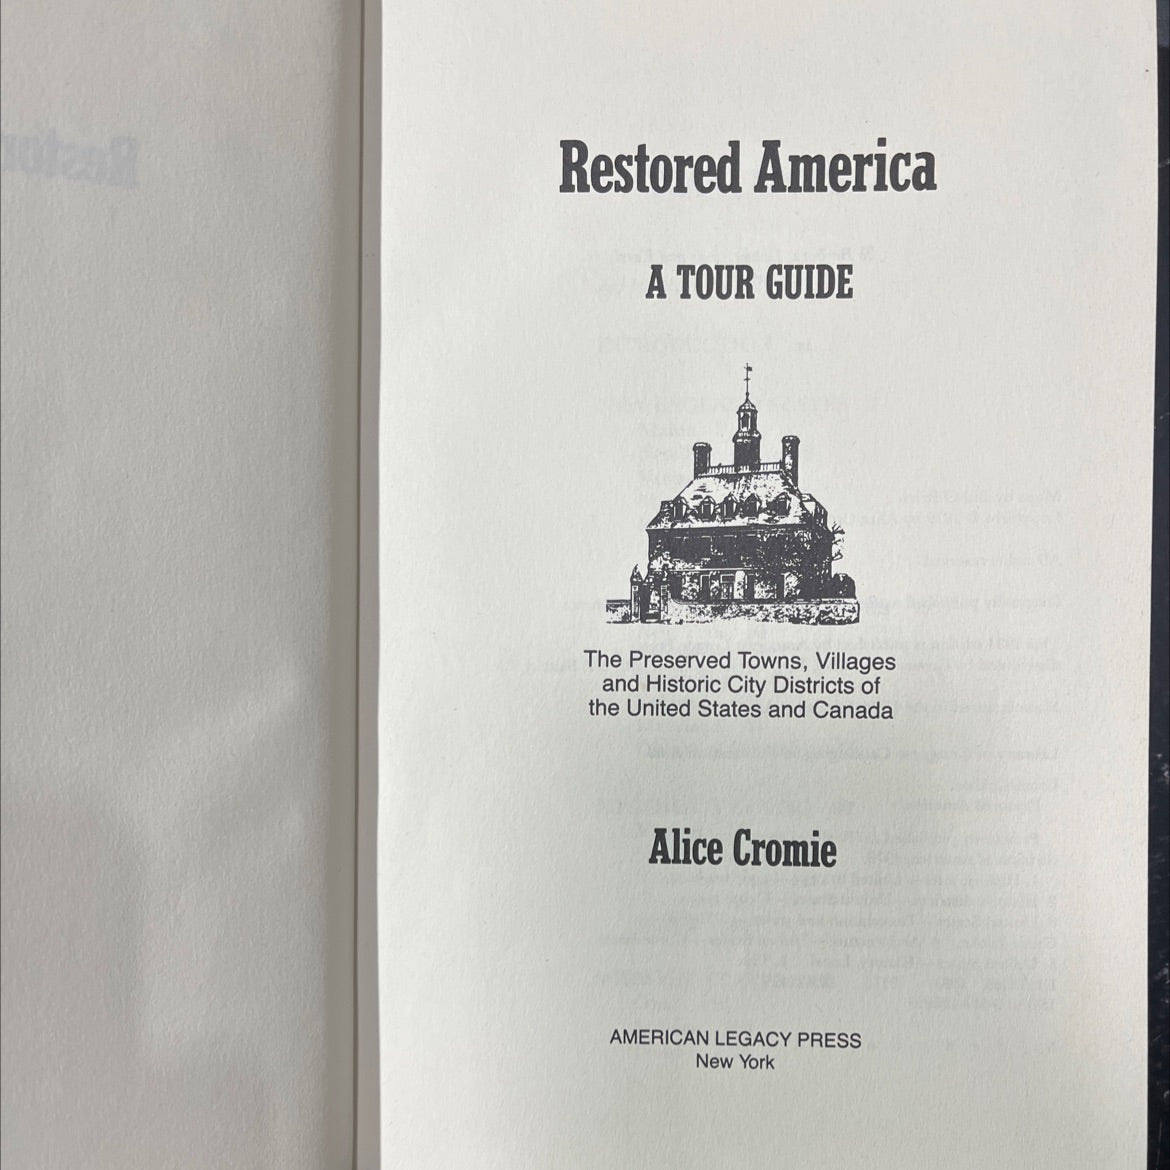 Restored America
A TOUR GUIDE
The Preserved Towns, Villages
and Historic City Districts of
the United States and Canada
Alice Cromie
AMERICAN LEGACY PRESS
New York